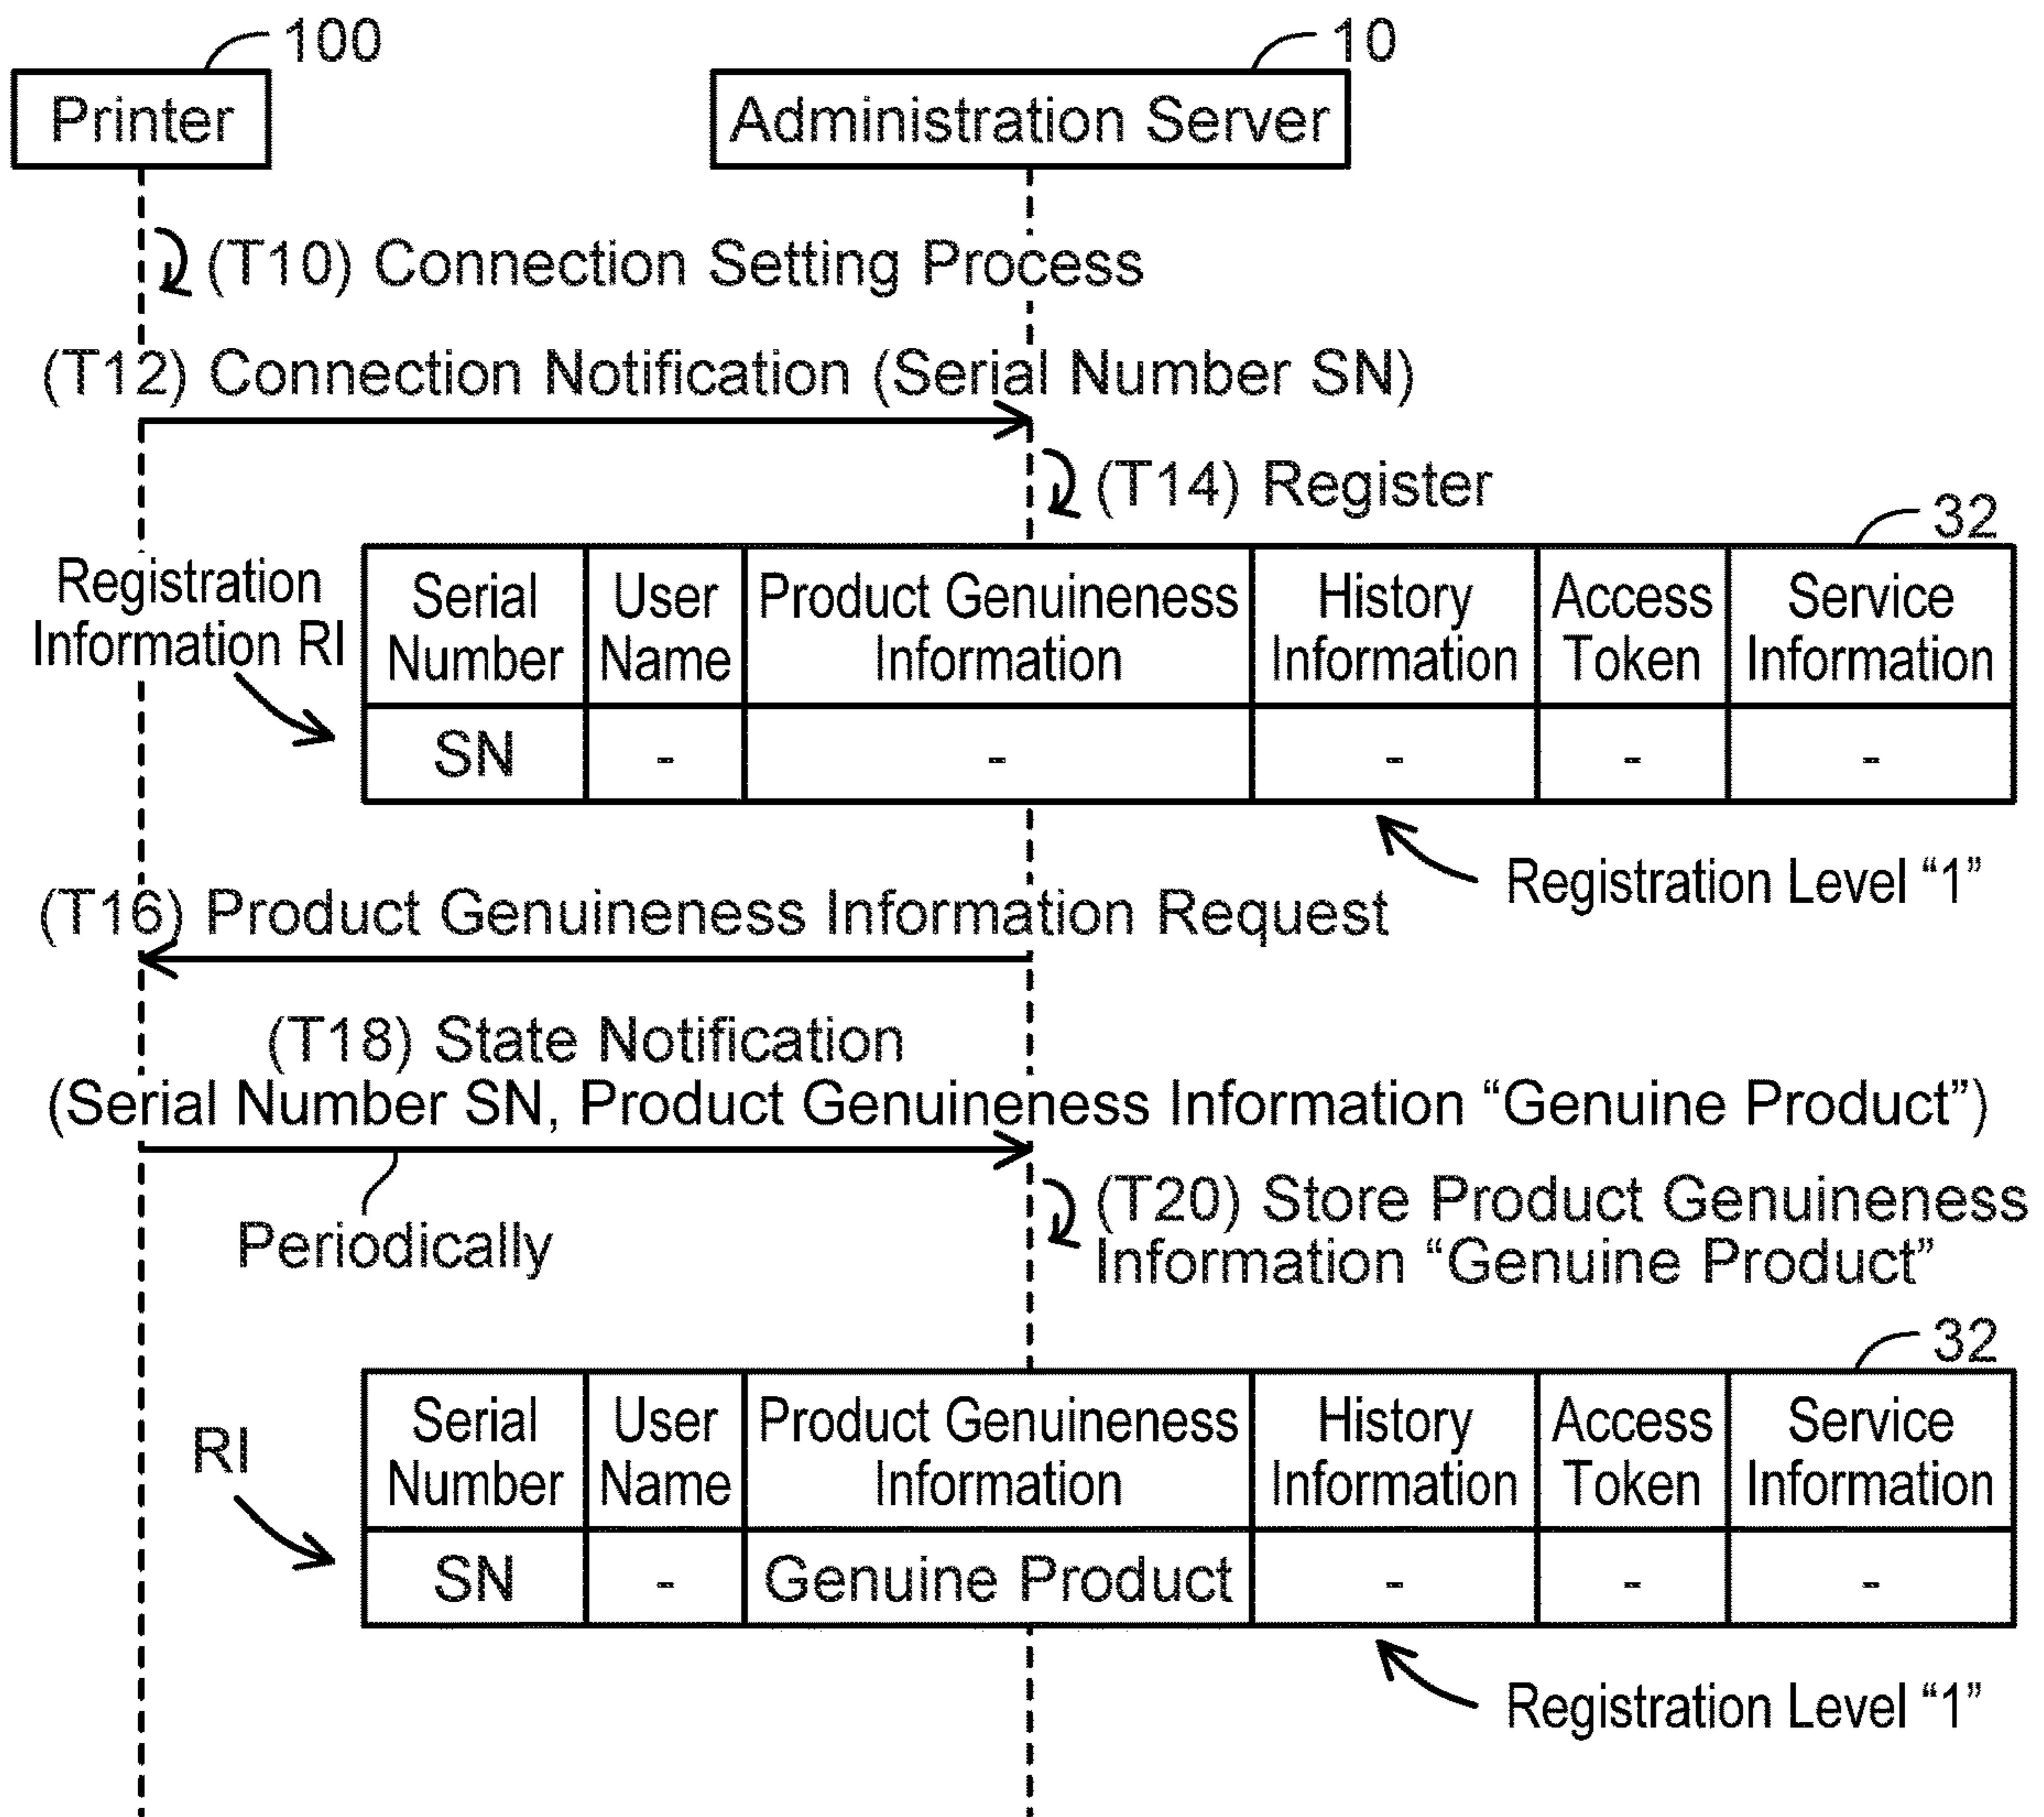 100
10
Printer
Administration Server
(T10) Connection Setting Process
(T12) Connection Notification (Serial Number SN)
(T14) Register
32
Registration
Information RI
Serial
Number
User
Name
Product Genuineness
Information
History
Information
Access
Token
Service
Information
SN
-
-
-
-
-
Registration Level “1”
(T16) Product Genuineness Information Request
(T18) State Notification
(Serial Number SN, Product Genuineness Information “Genuine Product”)
Periodically
(T20) Store Product Genuineness
Information “Genuine Product”
32
RI
Serial
Number
User
Name
Product Genuineness
Information
History
Information
Access
Token
Service
Information
SN
-
Genuine Product
-
-
-
Registration Level “1”